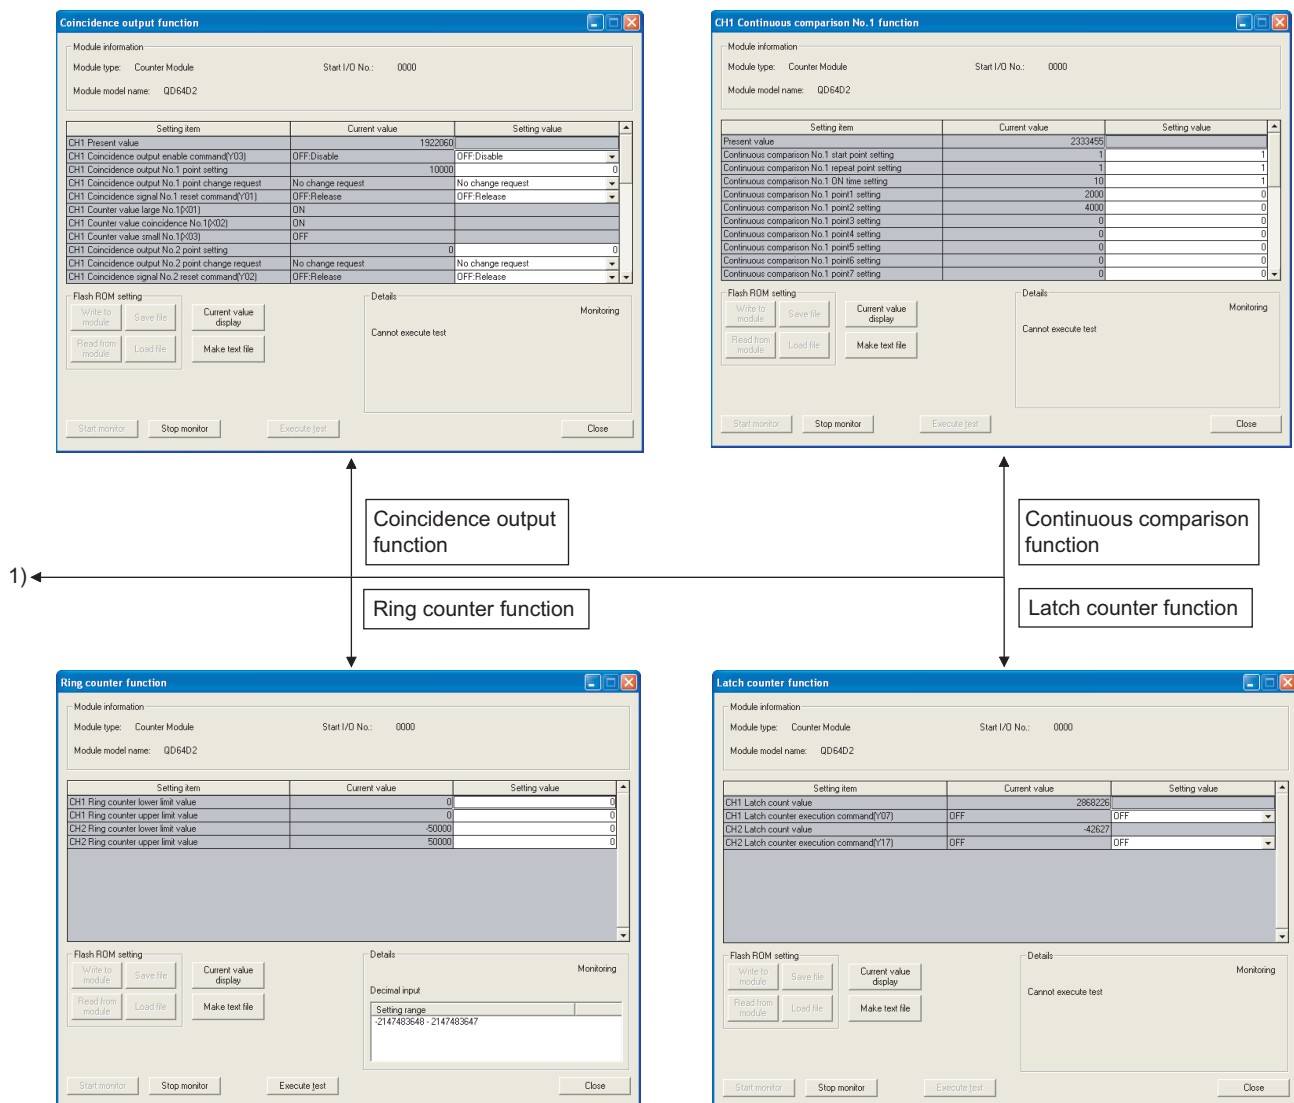 Coincidence output function
Module information
Module type: Counter Module Start I/O No.: 0000
Module model name: QD64D2
Setting item Current value Setting value
CH1 Present value 1922060
CH1 Coincidence output enable command(Y03) OFF:Disable OFF:Disable
CH1 Coincidence output No.1 point setting 10000 0
CH1 Coincidence output No.1 point change request No change request No change request
CH1 Coincidence signal No.1 reset command(Y01) OFF:Release OFF:Release
CH1 Counter value large No.1(X01) ON
CH1 Counter value coincidence No.1(X02) ON
CH1 Counter value small No.1(X03) OFF
CH1 Coincidence output No.2 point setting 0 0
CH1 Coincidence output No.2 point change request No change request No change request
CH1 Coincidence signal No.2 reset command(Y02) OFF:Release OFF:Release
Flash ROM setting
Write to module Save file Current value display
Read from module Load file Make text file
Details
Monitoring
Cannot execute test
Start monitor Stop monitor Execute test Close
CH1 Continuous comparison No.1 function
Module information
Module type: Counter Module Start I/O No.: 0000
Module model name: QD64D2
Setting item Current value Setting value
Present value 2333455
Continuous comparison No.1 start point setting 1 1
Continuous comparison No.1 repeat point setting 1 1
Continuous comparison No.1 ON time setting 10 1
Continuous comparison No.1 point1 setting 2000 0
Continuous comparison No.1 point2 setting 4000 0
Continuous comparison No.1 point3 setting 0 0
Continuous comparison No.1 point4 setting 0 0
Continuous comparison No.1 point5 setting 0 0
Continuous comparison No.1 point6 setting 0 0
Continuous comparison No.1 point7 setting 0 0
Flash ROM setting
Write to module Save file Current value display
Read from module Load file Make text file
Details
Monitoring
Cannot execute test
Start monitor Stop monitor Execute test Close
Coincidence output
function
Continuous comparison
function
1)
Ring counter function
Latch counter function
Ring counter function
Module information
Module type: Counter Module Start I/O No.: 0000
Module model name: QD64D2
Setting item Current value Setting value
CH1 Ring counter lower limit value 0 0
CH1 Ring counter upper limit value 0 0
CH2 Ring counter lower limit value -50000 0
CH2 Ring counter upper limit value 50000 0
Flash ROM setting
Write to module Save file Current value display
Read from module Load file Make text file
Details
Monitoring
Decimal input
Setting range
-2147483648 - 2147483647
Start monitor Stop monitor Execute test Close
Latch counter function
Module information
Module type: Counter Module Start I/O No.: 0000
Module model name: QD64D2
Setting item Current value Setting value
CH1 Latch count value 2868226
CH1 Latch counter execution command(Y07) OFF OFF
CH2 Latch count value -42627
CH2 Latch counter execution command(Y17) OFF OFF
Flash ROM setting
Write to module Save file Current value display
Read from module Load file Make text file
Details
Monitoring
Cannot execute test
Start monitor Stop monitor Execute test Close